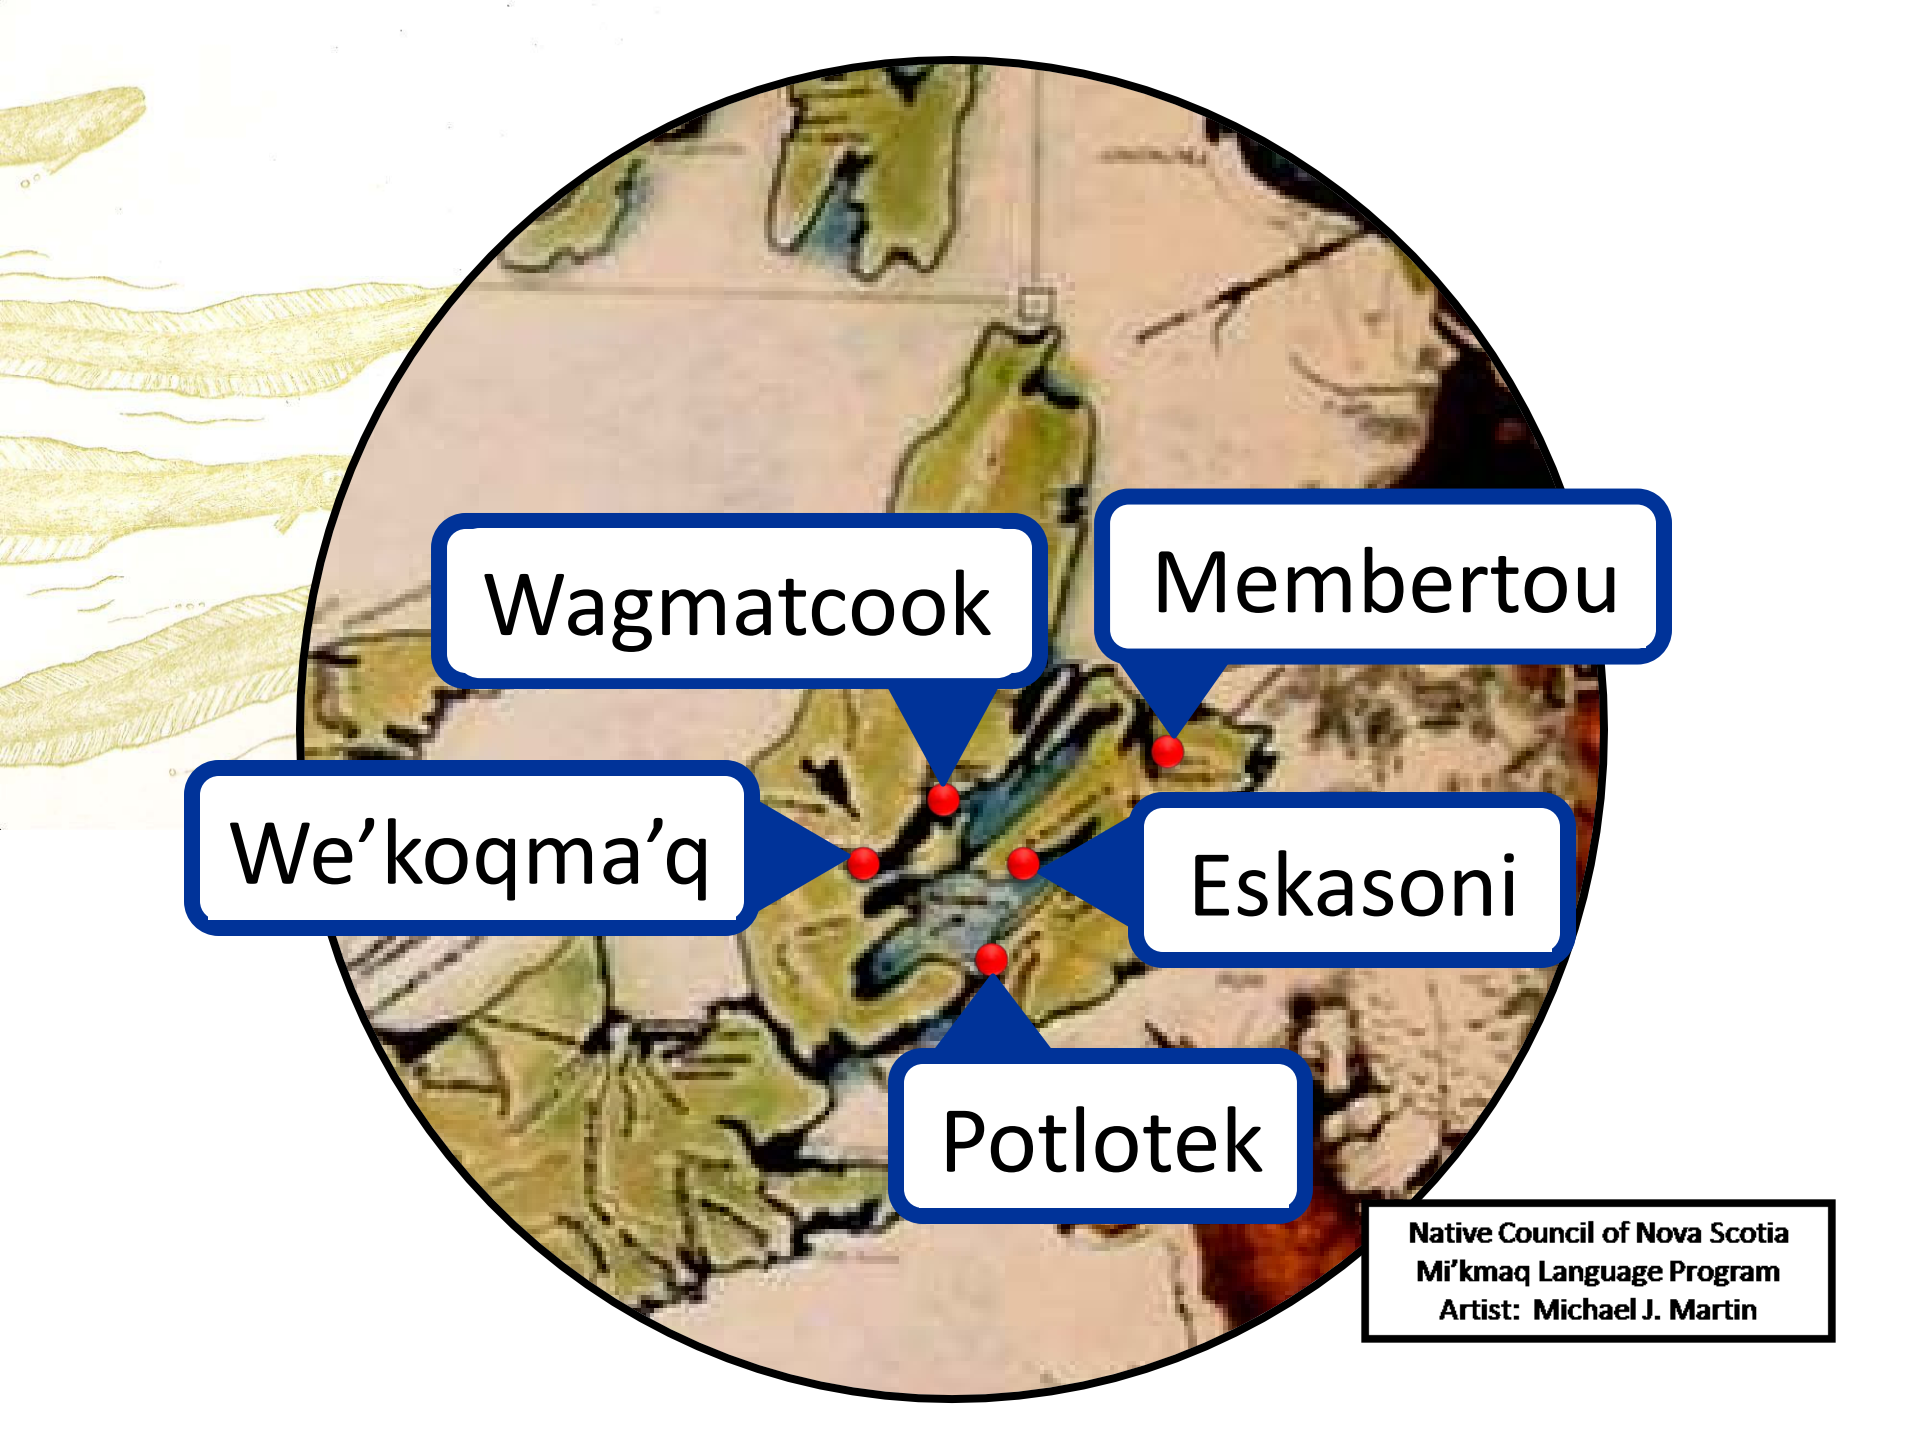 Wagmatcook
Membertou
We’koqma’q
Eskasoni
Potlotek
Native Council of Nova Scotia
Mi’kmaq Language Program
Artist: Michael J. Martin